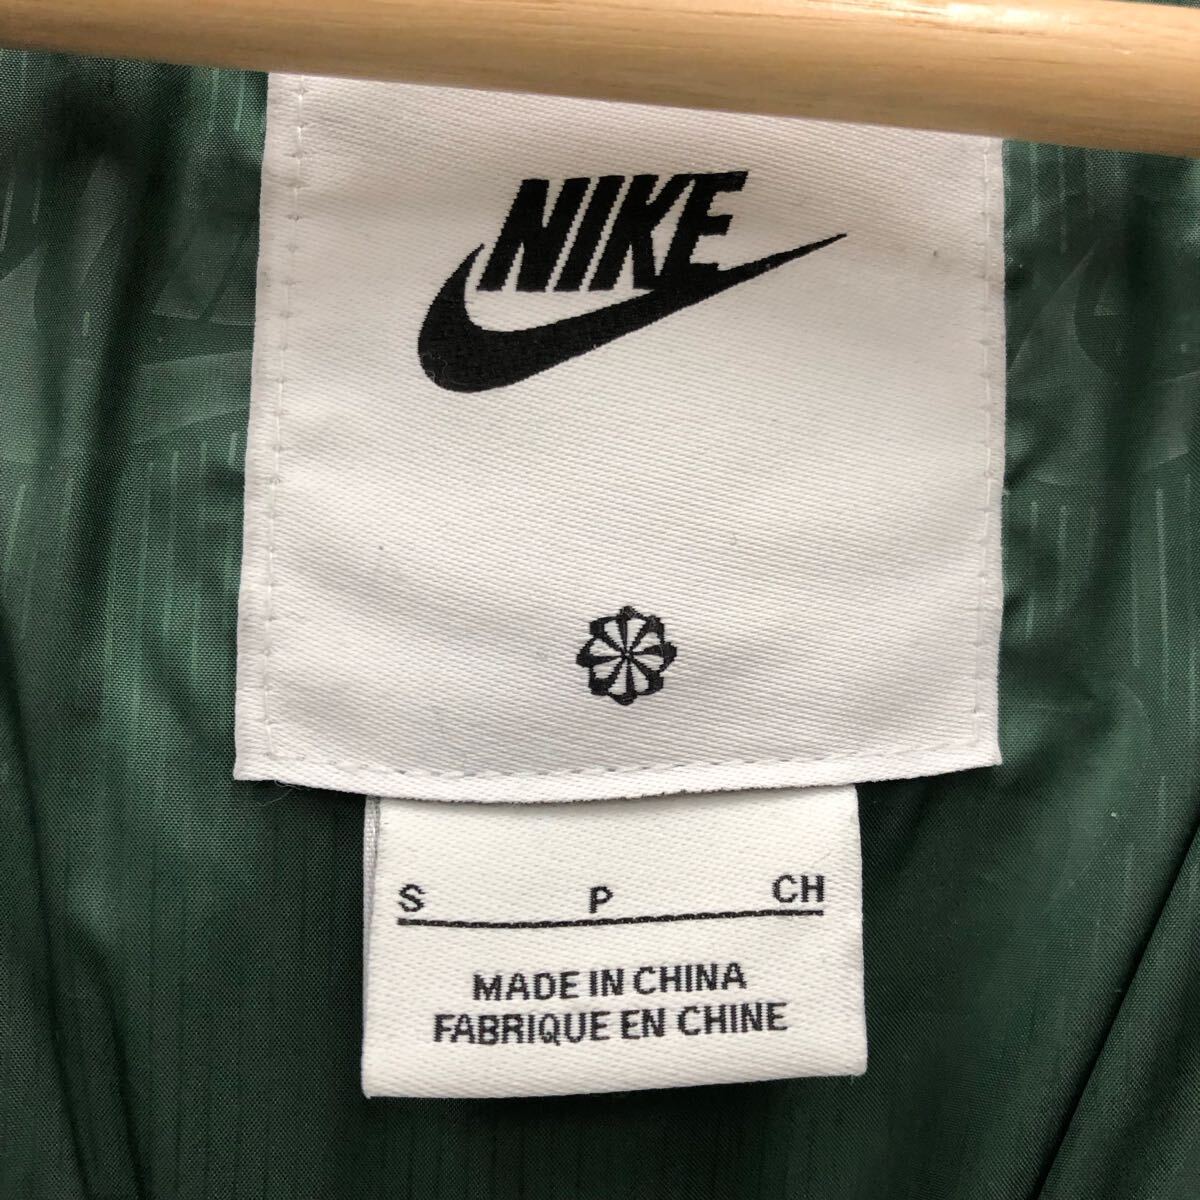 NIKE
S P CH
MADE IN CHINA
FABRIQUE EN CHINE